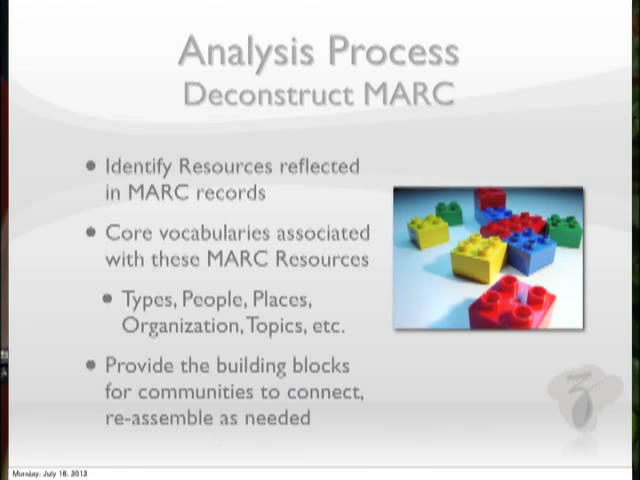 Analysis Process
Deconstruct MARC
• Identify Resources reflected
in MARC records
• Core vocabularies associated
with these MARC Resources
• Types, People, Places,
Organization, Topics, etc.
• Provide the building blocks
for communities to connect,
re-assemble as needed
3
Monday, July 16, 2013